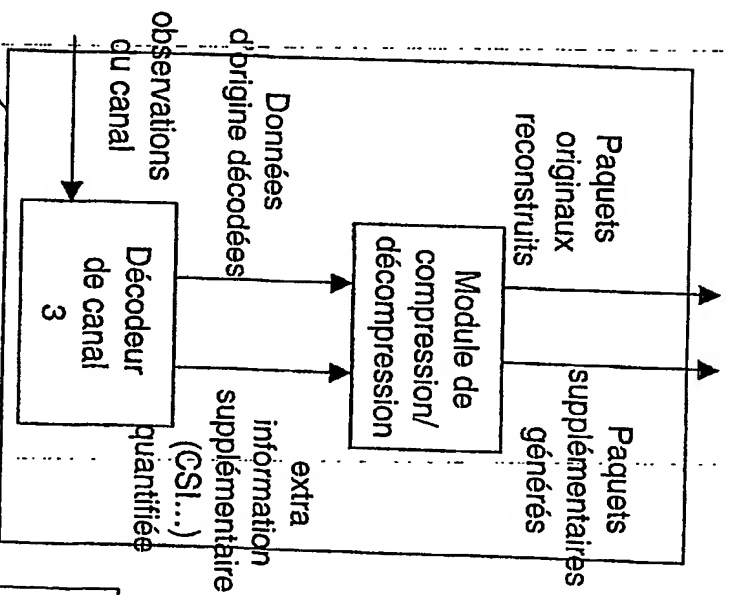 observations
du canal
Décodeur
de canal
3
Données
d'origine décodées
extra
information
supplémentaire
(CSI...)
quantifiée
Module de
compression/
décompression
Paquets
originaux
reconstruits
Paquets
supplémentaires
générés